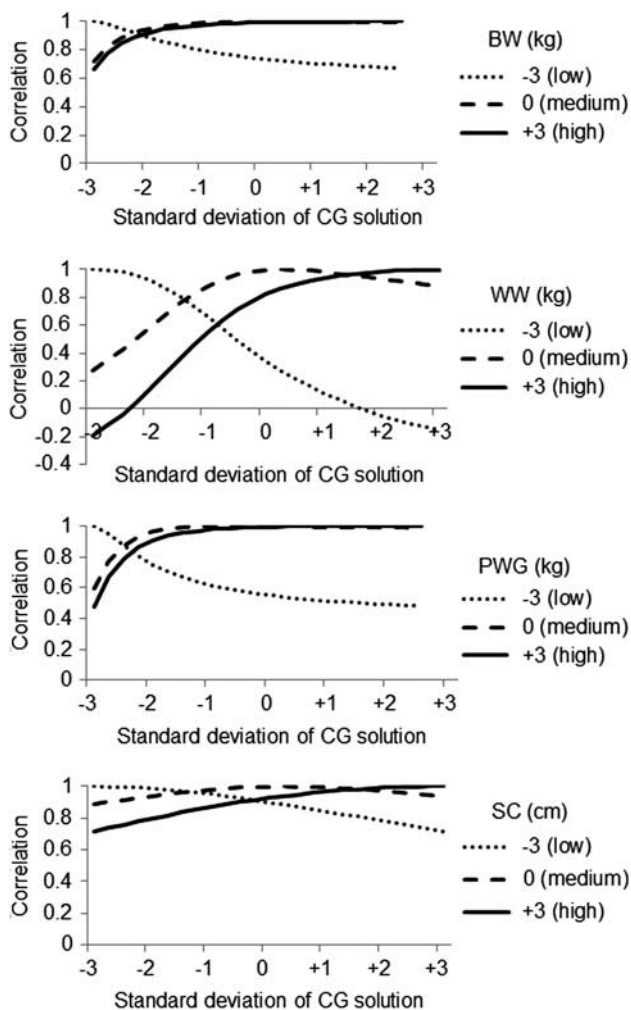 BW (kg)
-3 (low)
0 (medium)
+3 (high)
Correlation
1
0.8
0.6
0.4
0.2
0
-3 -2 -1 0 +1 +2 +3
Standard deviation of CG solution
WW (kg)
-3 (low)
0 (medium)
+3 (high)
Correlation
1
0.8
0.6
0.4
0.2
0
-0.2
-0.4
-3 -2 -1 0 +1 +2 +3
Standard deviation of CG solution
PWG (kg)
-3 (low)
0 (medium)
+3 (high)
Correlation
1
0.8
0.6
0.4
0.2
0
-3 -2 -1 0 +1 +2 +3
Standard deviation of CG solution
SC (cm)
-3 (low)
0 (medium)
+3 (high)
Correlation
1
0.8
0.6
0.4
0.2
0
-3 -2 -1 0 +1 +2 +3
Standard deviation of CG solution